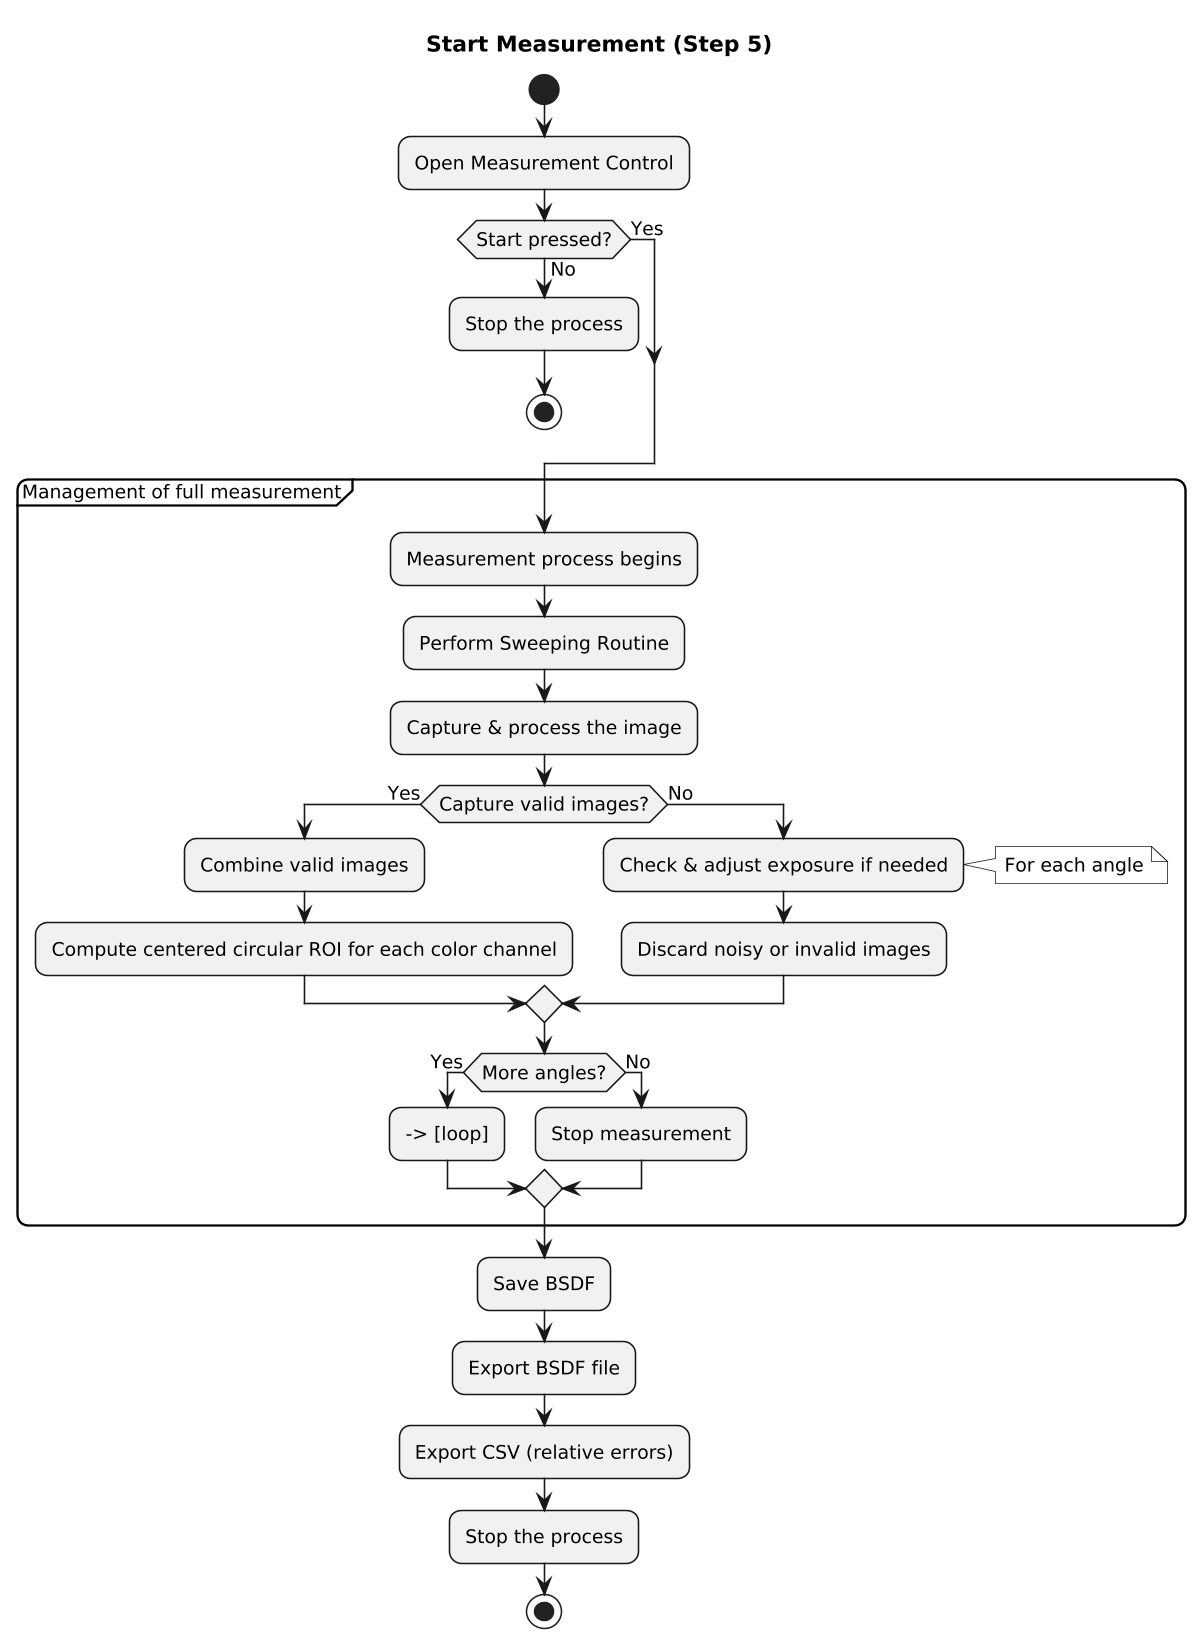 Start Measurement (Step 5)
Open Measurement Control
Start pressed?
Yes
No
Stop the process
Management of full measurement
Measurement process begins
Perform Sweeping Routine
Capture & process the image
Yes
Capture valid images?
No
Combine valid images
Check & adjust exposure if needed
For each angle
Compute centered circular ROI for each color channel
Discard noisy or invalid images
Yes
More angles?
No
-> [loop]
Stop measurement
Save BSDF
Export BSDF file
Export CSV (relative errors)
Stop the process